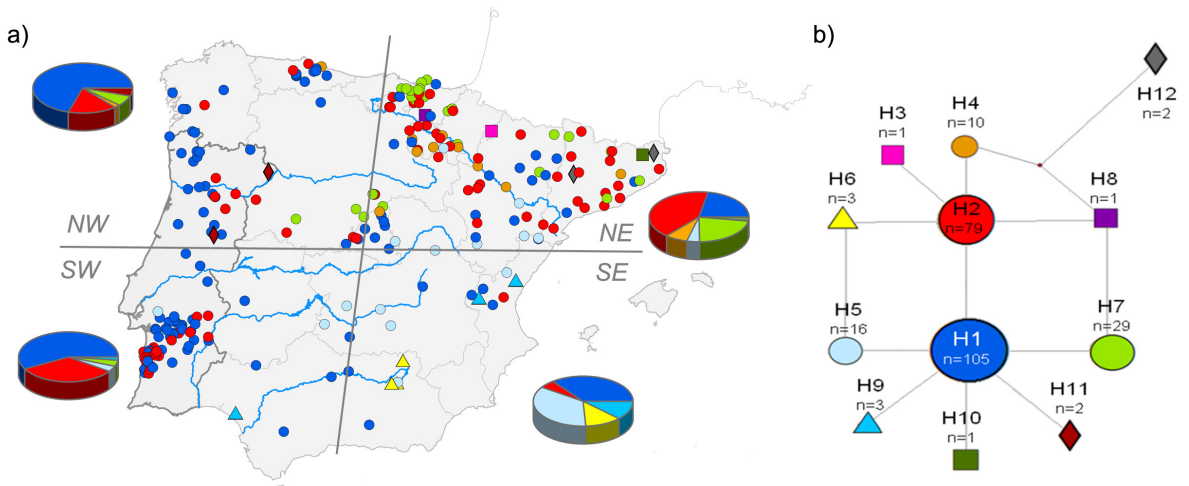 a)
NW
NE
SW
SE
b)
H12
n=2
H3
n=1
H4
n=10
H6
n=3
H2
n=79
H8
n=1
H5
n=16
H1
n=105
H7
n=29
H9
n=3
H10
n=1
H11
n=2